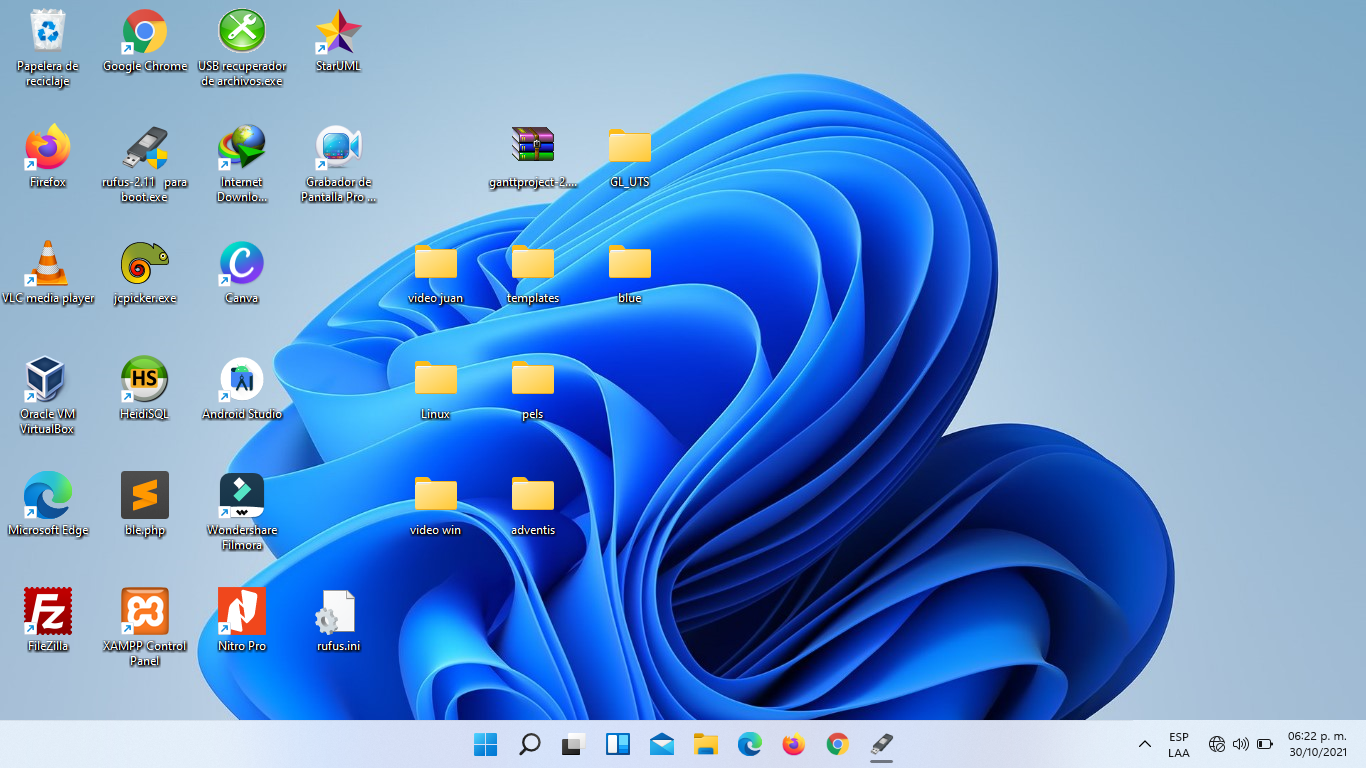 Papelera de
reciclaje
Google Chrome
USB recuperador
de archivos.exe
StarUML
Firefox
rufus-2.11 para
boot.exe
Internet
Downlo...
Grabador de
Pantalla Pro ...
ganttproject-2....
GL_UTS
VLC media player
jcpicker.exe
Canva
video juan
templates
blue
Oracle VM
VirtualBox
HS
HeidiSQL
Android Studio
Linux
pels
Microsoft Edge
ble.php
Wondershare
Filmora
video win
adventis
Fz
FileZilla
XAMPP Control
Panel
Nitro Pro
rufus.ini
ESP
LAA
06:22 p. m.
30/10/2021